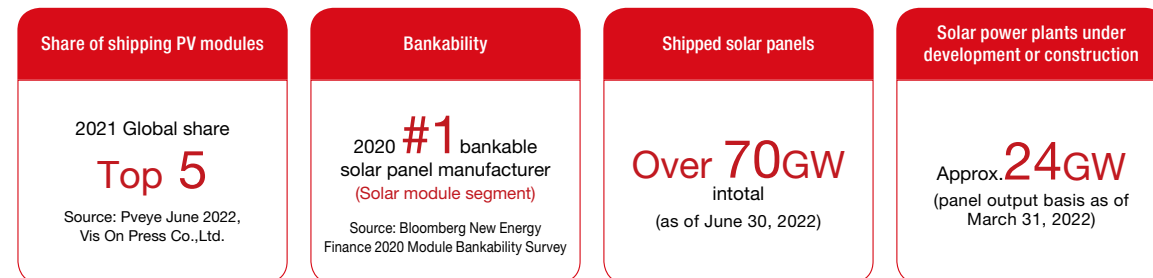 Share of shipping PV modules
2021 Global share
Top 5
Source: Pveye June 2022,
Vis On Press Co.,Ltd.
Bankability
2020 #1 bankable
solar panel manufacturer
(Solar module segment)
Source: Bloomberg New Energy
Finance 2020 Module Bankability Survey
Shipped solar panels
Over 70GW
intotal
(as of June 30, 2022)
Solar power plants under
development or construction
Approx.24GW
(panel output basis as of
March 31, 2022)